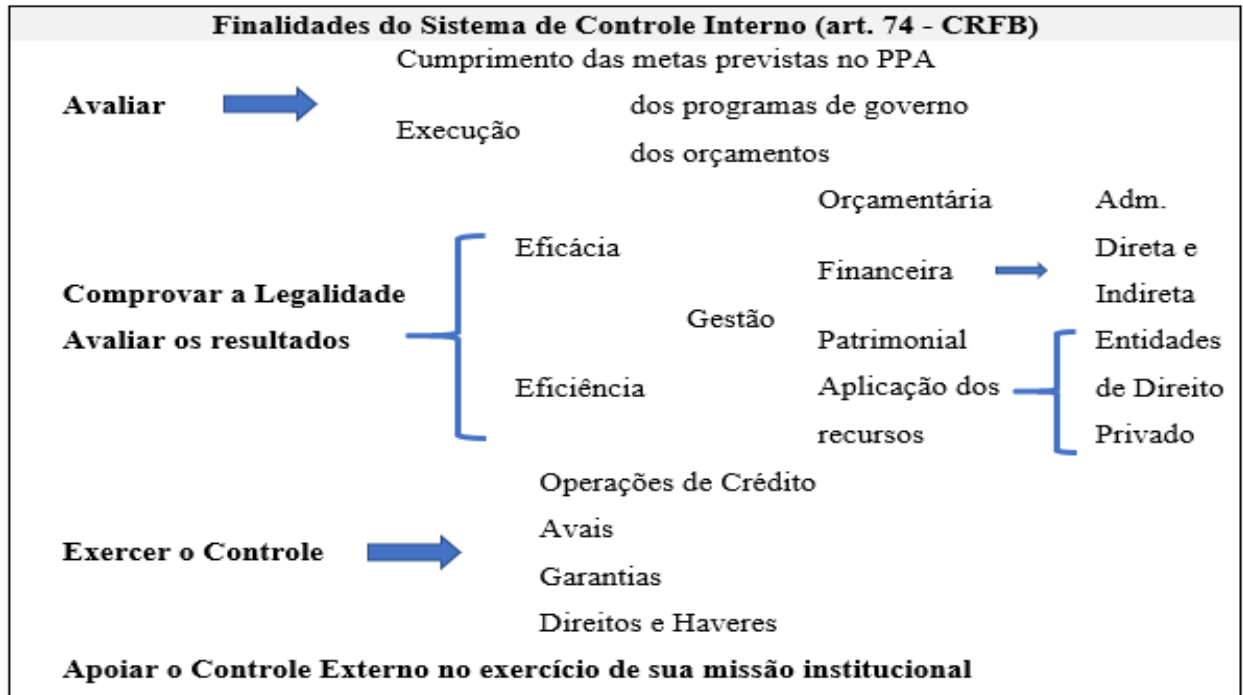 Finalidades do Sistema de Controle Interno (art. 74 - CRFB)
Avaliar
Cumprimento das metas previstas no PPA
Execução
dos programas de governo
dos orçamentos
Comprovar a Legalidade
Avaliar os resultados
Eficácia
Eficiência
Gestão
Orçamentária
Financeira
Patrimonial
Aplicação dos
recursos
Adm.
Direta e
Indireta
Entidades
de Direito
Privado
Exercer o Controle
Operações de Crédito
Avais
Garantias
Direitos e Haveres
Apoiar o Controle Externo no exercício de sua missão institucional